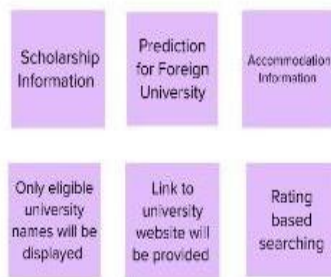 Scholarship
Information
Prediction
for Foreign
University
Accommodation
Information
Only eligible
university
names will be
displayed
Link to
university
website will
be provided
Rating
based
searching